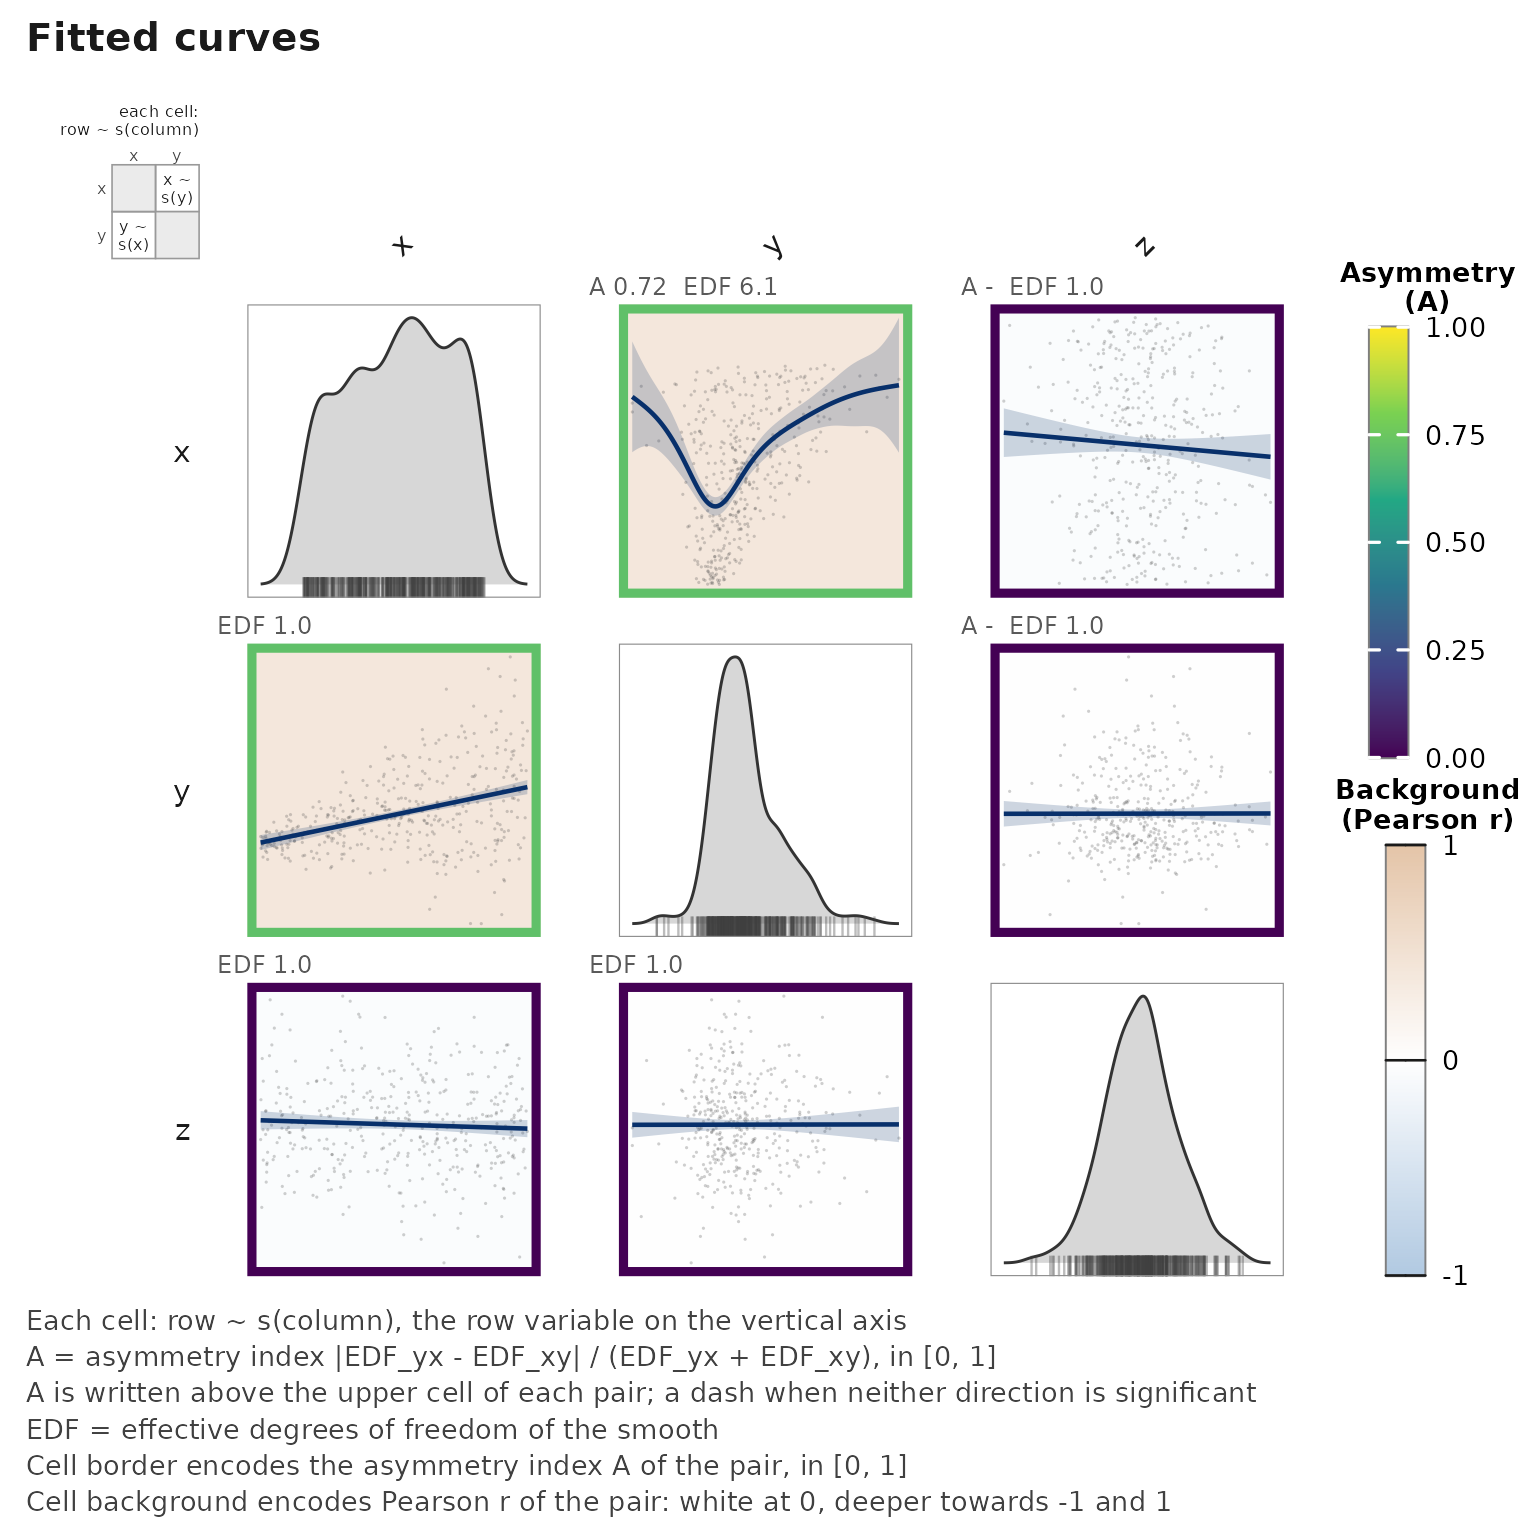 Fitted curves
each cell:
row ~ s(column)
x y
x
x ~
s(y)
y
y ~
s(x)
x y z
A 0.72 EDF 6.1
A - EDF 1.0
x
EDF 1.0
A - EDF 1.0
y
EDF 1.0
EDF 1.0
z
Asymmetry
(A)
1.00
0.75
0.50
0.25
0.00
Background
(Pearson r)
1
0
-1
Each cell: row ~ s(column), the row variable on the vertical axis
A = asymmetry index |EDF_yx - EDF_xy| / (EDF_yx + EDF_xy), in [0, 1]
A is written above the upper cell of each pair; a dash when neither direction is significant
EDF = effective degrees of freedom of the smooth
Cell border encodes the asymmetry index A of the pair, in [0, 1]
Cell background encodes Pearson r of the pair: white at 0, deeper towards -1 and 1